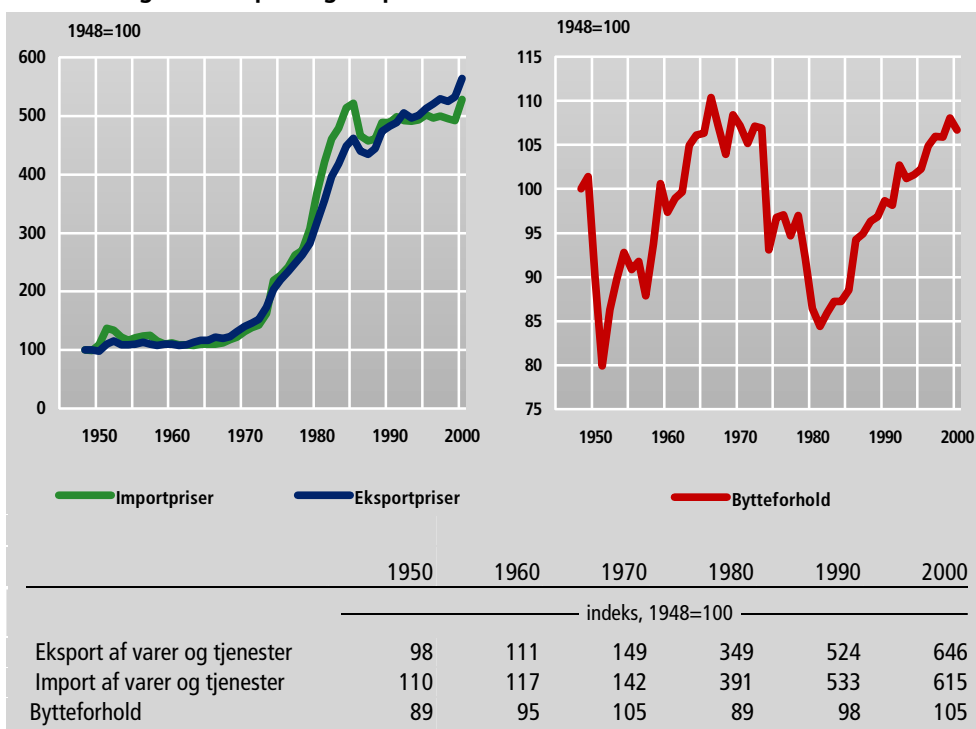 1948=100
600
500
400
300
200
100
0
1950 1960 1970 1980 1990 2000
Importpriser Eksportpriser
1948=100
115
110
105
100
95
90
85
80
75
1950 1960 1970 1980 1990 2000
Bytteforhold
1950 1960 1970 1980 1990 2000
indeks, 1948=100
Eksport af varer og tjenester 98 111 149 349 524 646
Import af varer og tjenester 110 117 142 391 533 615
Bytteforhold 89 95 105 89 98 105